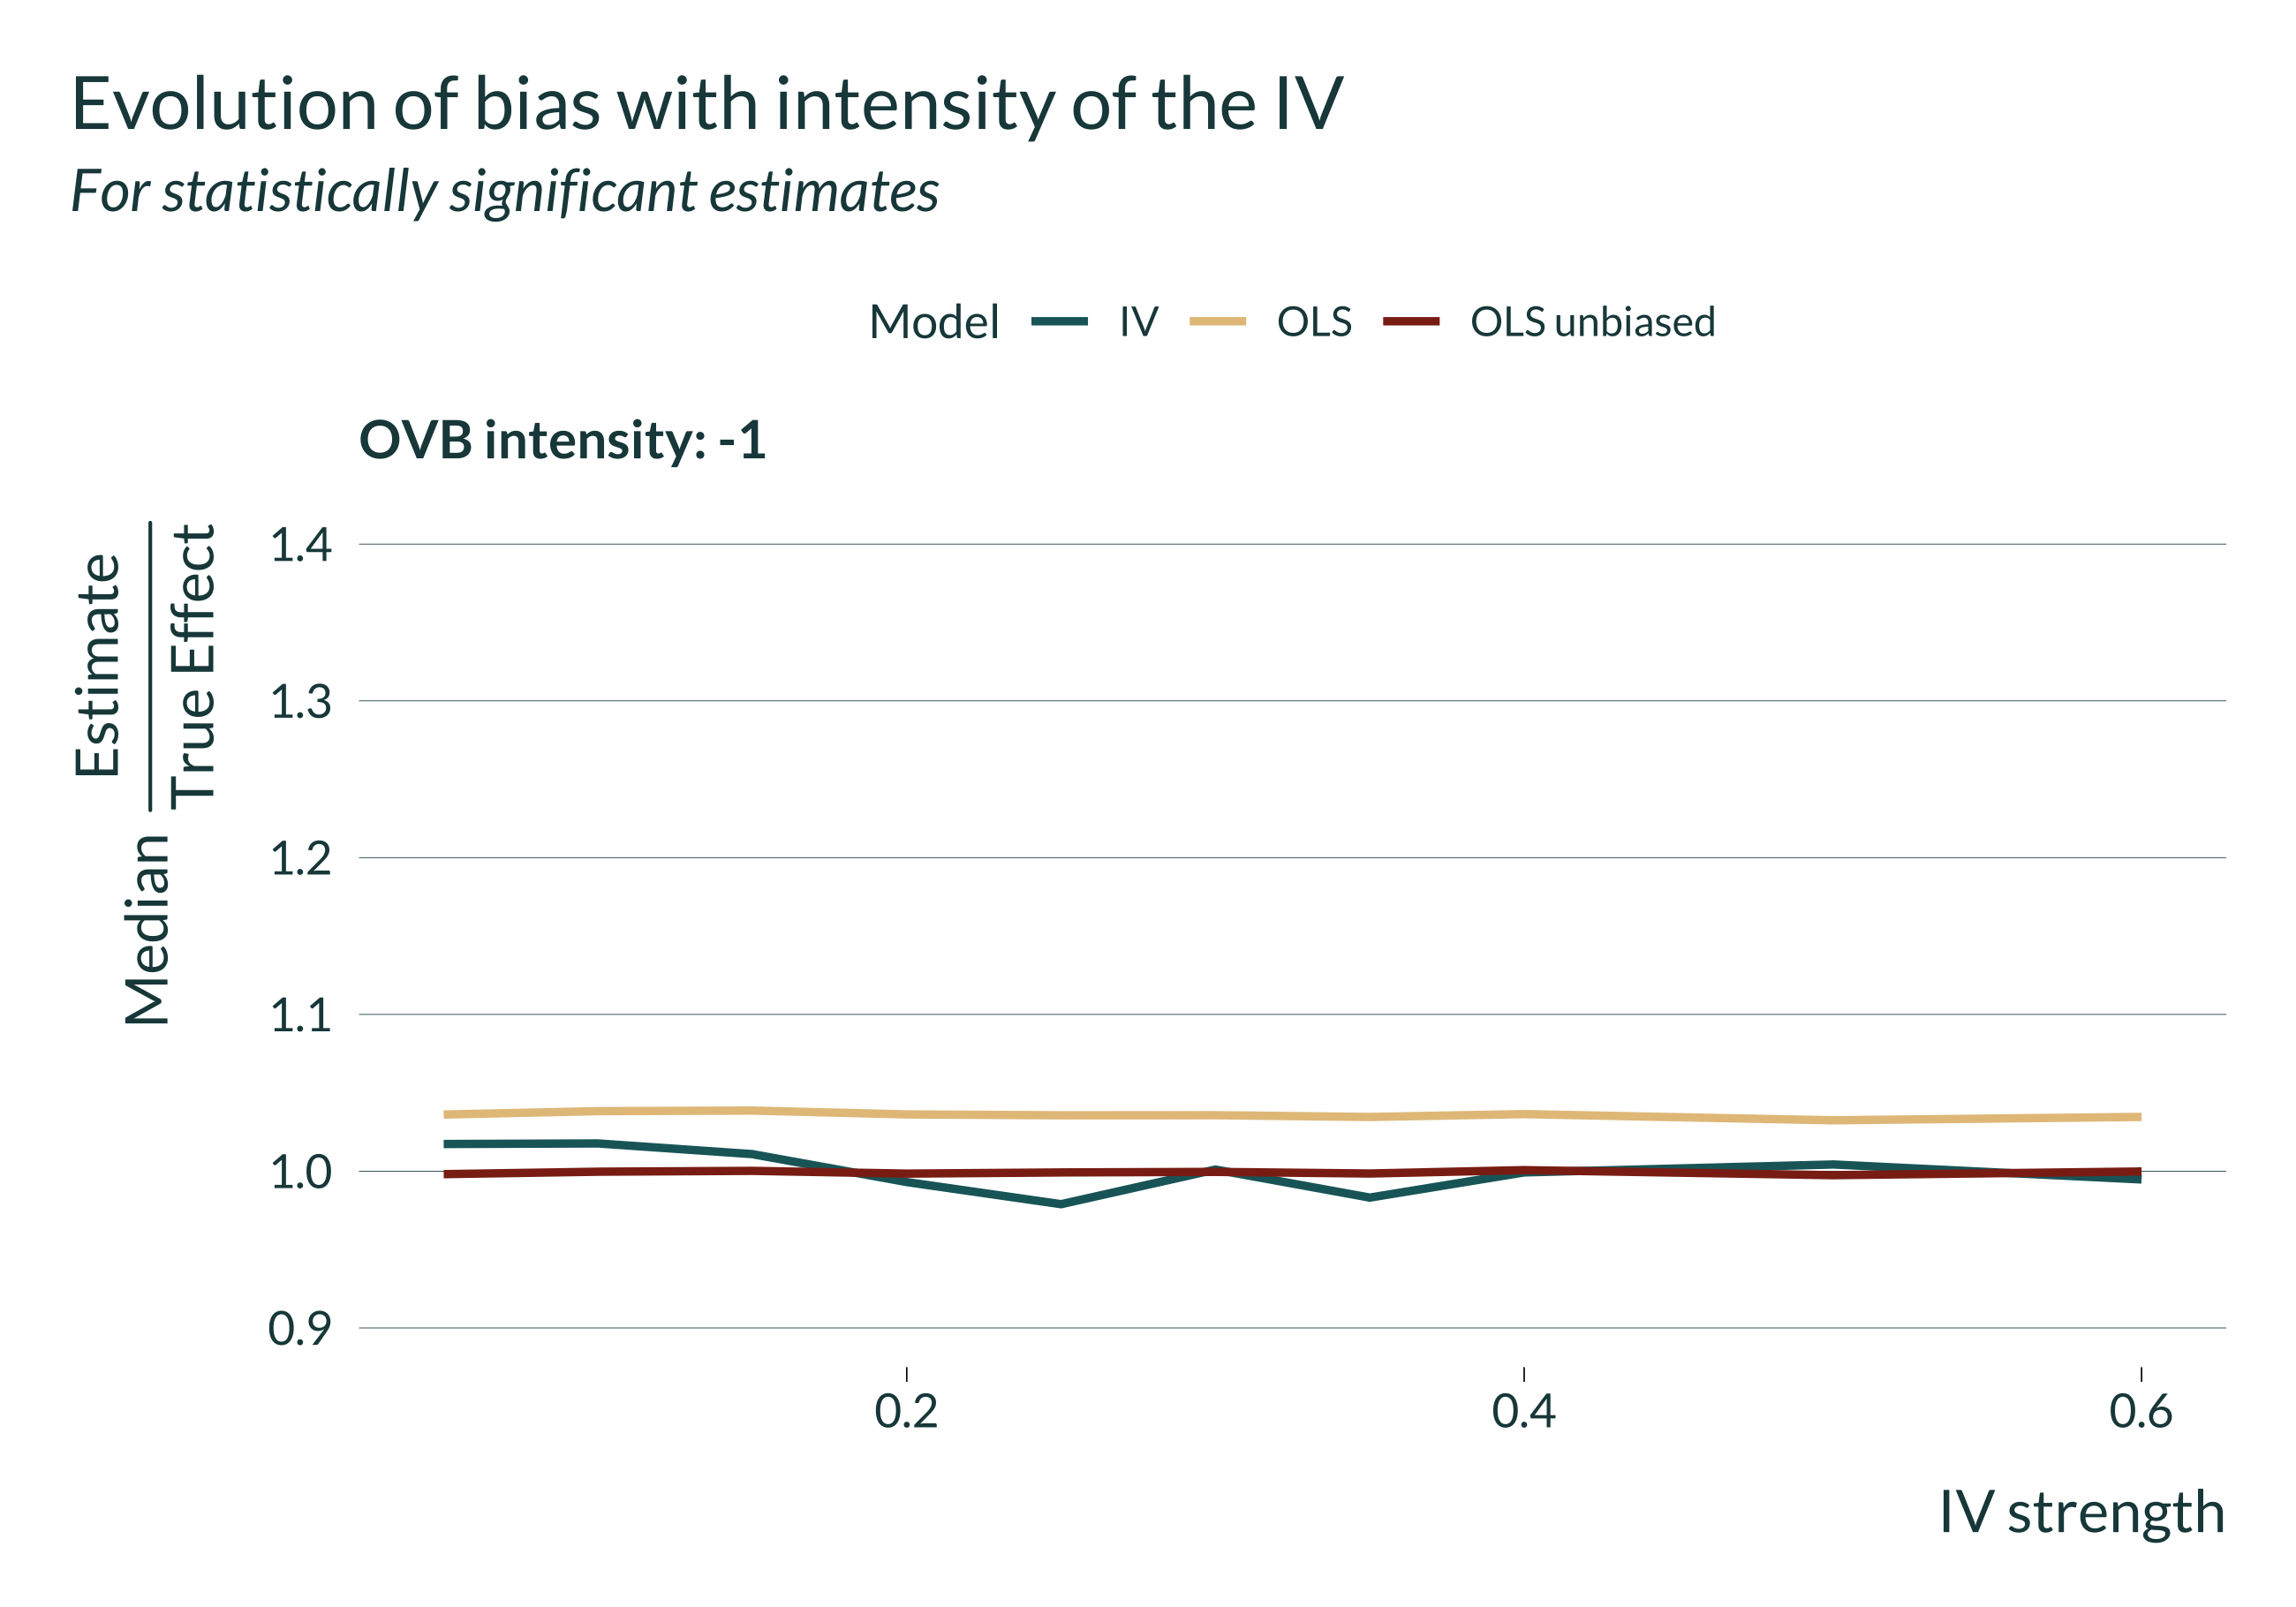 Evolution of bias with intensity of the IV
For statistically significant estimates
Model IV OLS OLS unbiased
OVB intensity: -1
Median Estimate
True Effect
1.4
1.3
1.2
1.1
1.0
0.9
0.2 0.4 0.6
IV strength